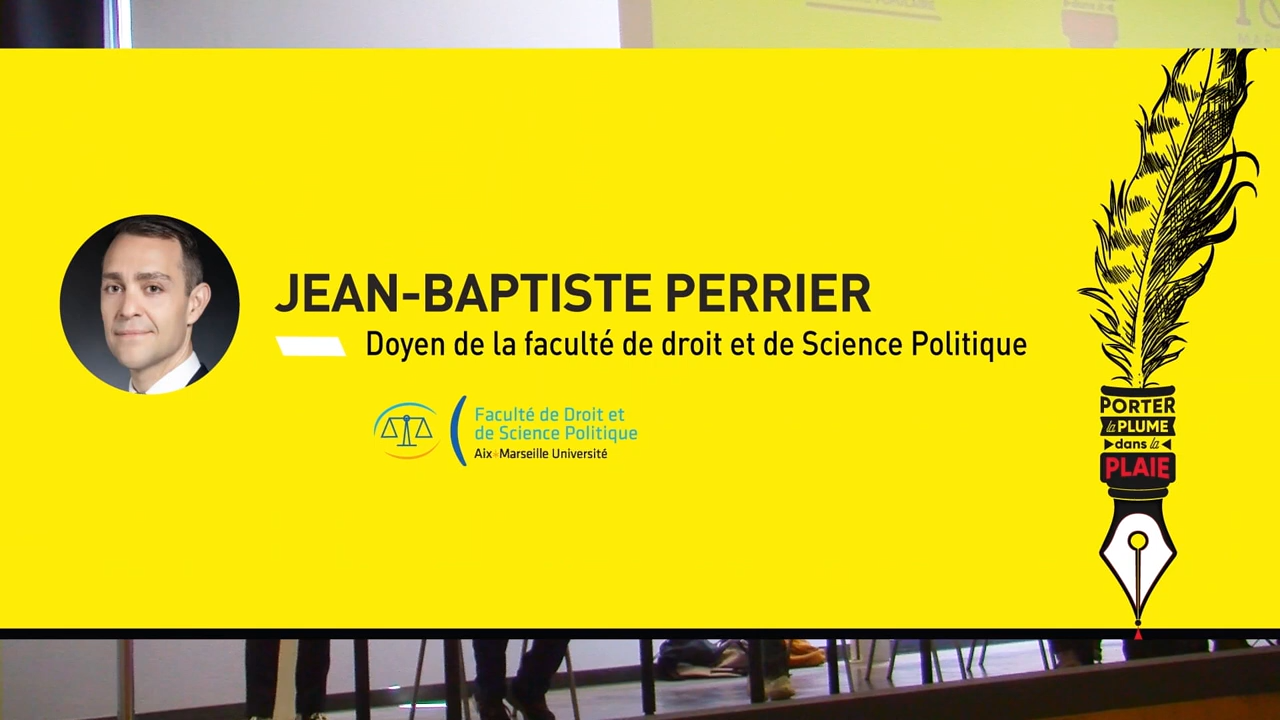 JEAN-BAPTISTE PERRIER
Doyen de la faculté de droit et de Science Politique
Faculté de Droit et
de Science Politique
Aix*Marseille Université
PORTER
la PLUME
dans la
PLAIE